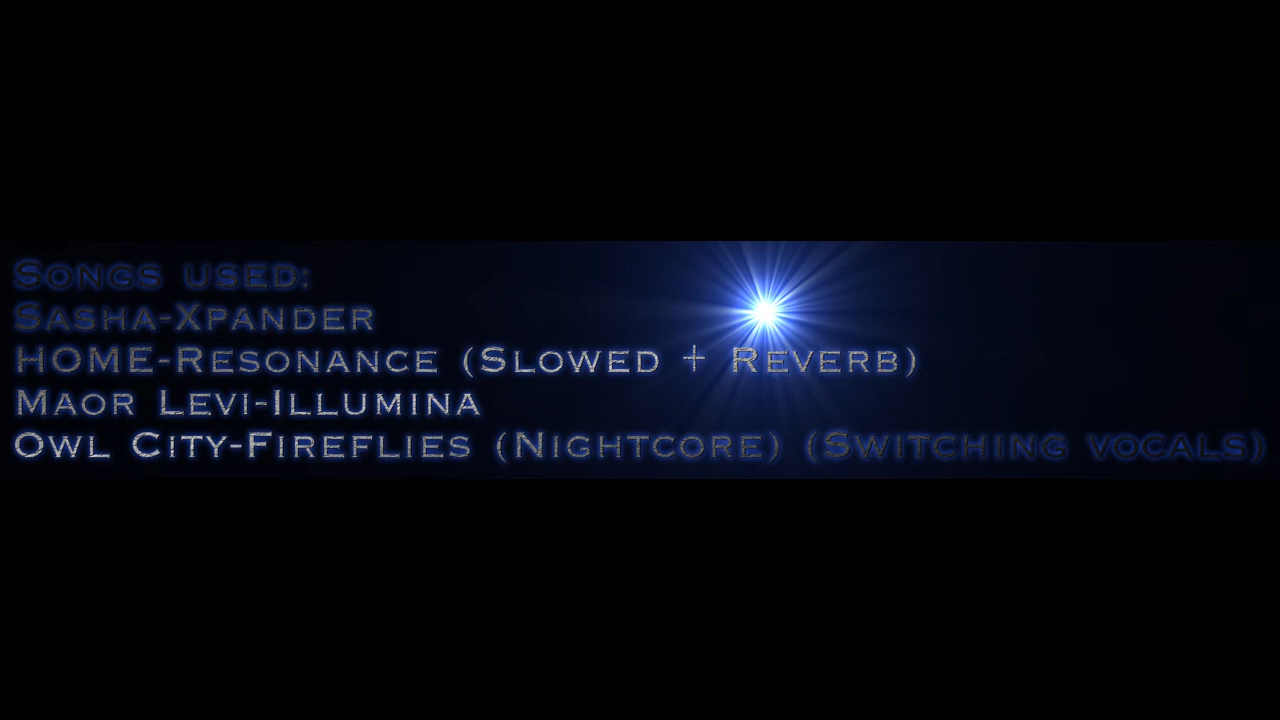 Songs used:
Sasha-Xpander
HOME-Resonance (Slowed + Reverb)
Maor Levi-Illumina
Owl City-Fireflies (Nightcore) (Switching vocals)